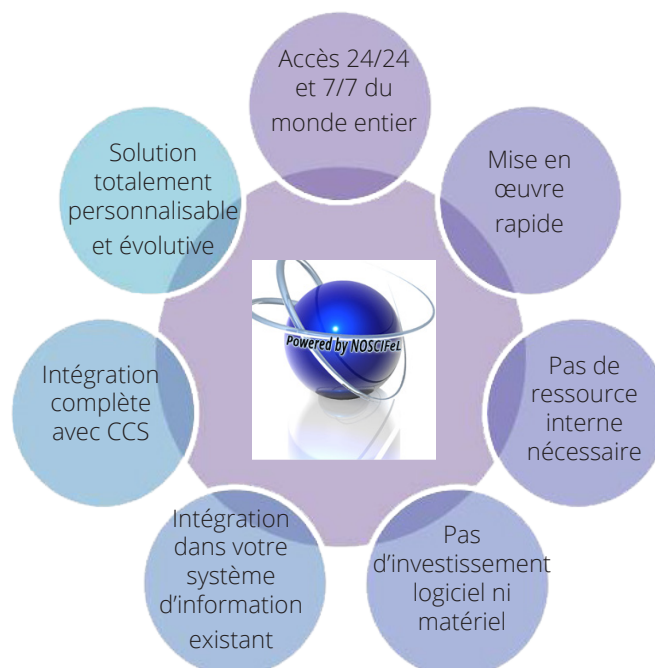 Accès 24/24
et 7/7 du
monde entier
Mise en
œuvre
rapide
Pas de
ressource
interne
nécessaire
Pas
d'investissement
logiciel ni
matériel
Intégration
dans votre
système
d'information
existant
Intégration
complète
avec CCS
Solution
totalement
personnalisable
et évolutive
Powered by NOSCIFeL